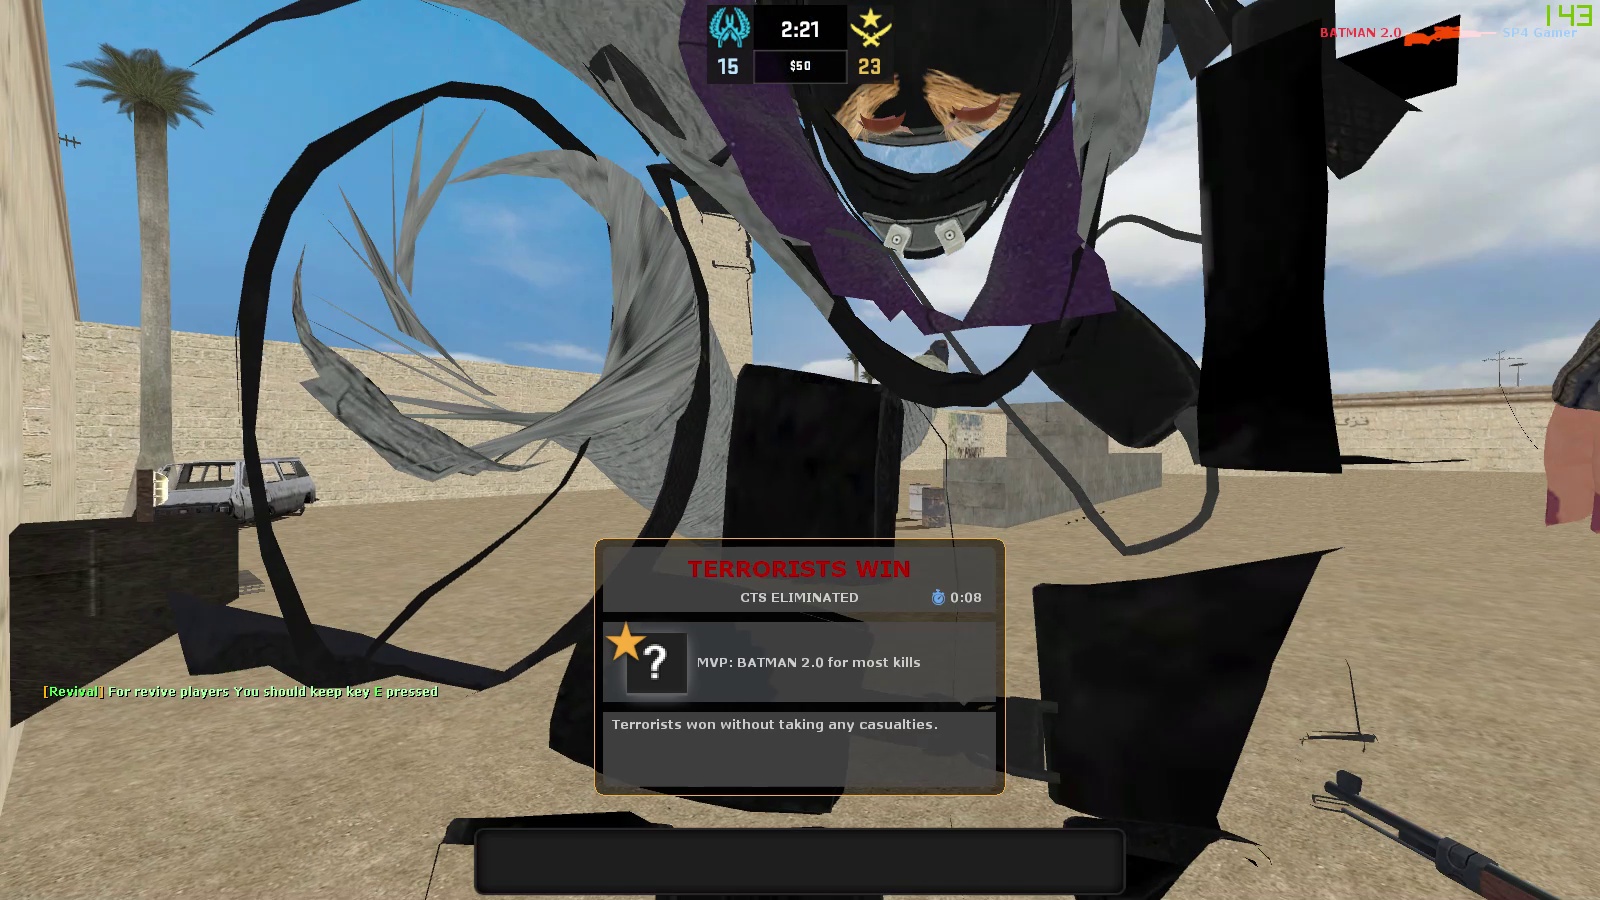 143
2:21
15
$50
23
BATMAN 2.0 SP4 Gamer
TERRORISTS WIN
CTS ELIMINATED
0:08
?
MVP: BATMAN 2.0 for most kills
[Revival] For revive players You should keep key E pressed
Terrorists won without taking any casualties.